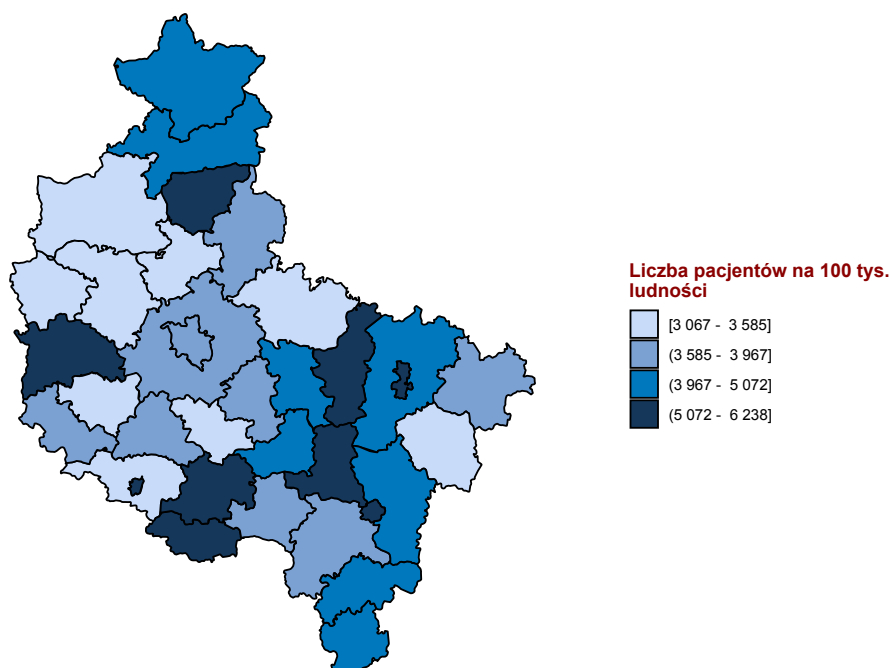 Liczba pacjentów na 100 tys.
ludności
[3 067 - 3 585]
(3 585 - 3 967]
(3 967 - 5 072]
(5 072 - 6 238]